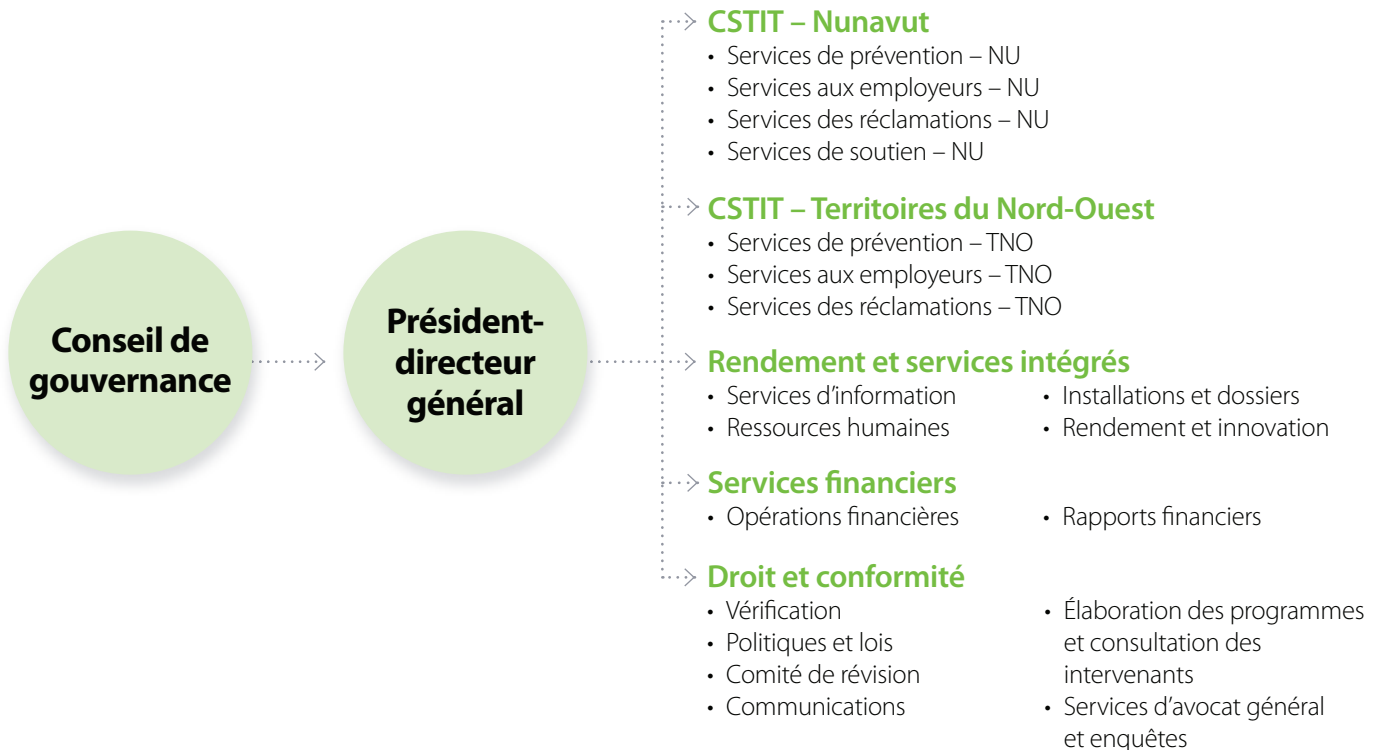 Conseil de
gouvernance
Président-
directeur
général
CSTIT – Nunavut
• Services de prévention – NU
• Services aux employeurs – NU
• Services des réclamations – NU
• Services de soutien – NU
CSTIT – Territoires du Nord-Ouest
• Services de prévention – TNO
• Services aux employeurs – TNO
• Services des réclamations – TNO
Rendement et services intégrés
• Services d’information
• Ressources humaines
• Installations et dossiers
• Rendement et innovation
Services financiers
• Opérations financières
• Rapports financiers
Droit et conformité
• Vérification
• Politiques et lois
• Comité de révision
• Communications
• Élaboration des programmes
et consultation des
intervenants
• Services d’avocat général
et enquêtes